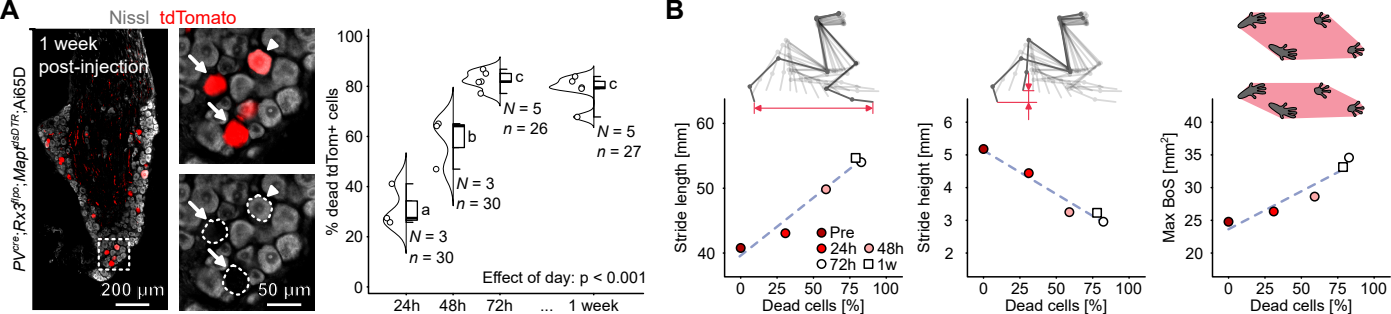 A
Nissl tdTomato
PVcre;Rx3flpo;MaptdsDTR;Ai65D
1 week
post-injection
200 µm
50 µm
% dead tdTom+ cells
100
80
60
40
20
0
a
N = 3
n = 30
b
N = 3
n = 30
c
N = 5
n = 26
c
N = 5
n = 27
Effect of day: p < 0.001
24h 48h 72h ... 1 week
B
Stride length [mm]
60
50
40
Pre
24h 48h
72h 1w
0 25 50 75 100
Dead cells [%]
Stride height [mm]
6
5
4
3
2
0 25 50 75 100
Dead cells [%]
Max BoS [mm²]
40
35
30
25
20
0 25 50 75 100
Dead cells [%]